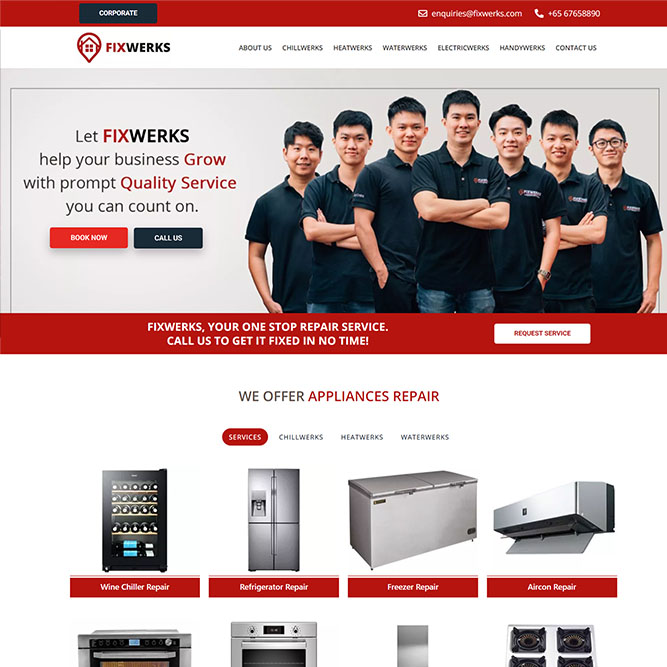 CORPORATE
enquiries@fixwerks.com
+65 67658890
FIXWERKS
ABOUT US
CHILLWERKS
HEATWERKS
WATERWERKS
ELECTRICWERKS
HANDYWERKS
CONTACT US
Let FIXWERKS
help your business Grow
with prompt Quality Service
you can count on.
BOOK NOW
CALL US
FIXWERKS
FIXWERKS, YOUR ONE STOP REPAIR SERVICE.
CALL US TO GET IT FIXED IN NO TIME!
REQUEST SERVICE
WE OFFER APPLIANCES REPAIR
SERVICES
CHILLWERKS
HEATWERKS
WATERWERKS
Wine Chiller Repair
Refrigerator Repair
Freezer Repair
Aircon Repair